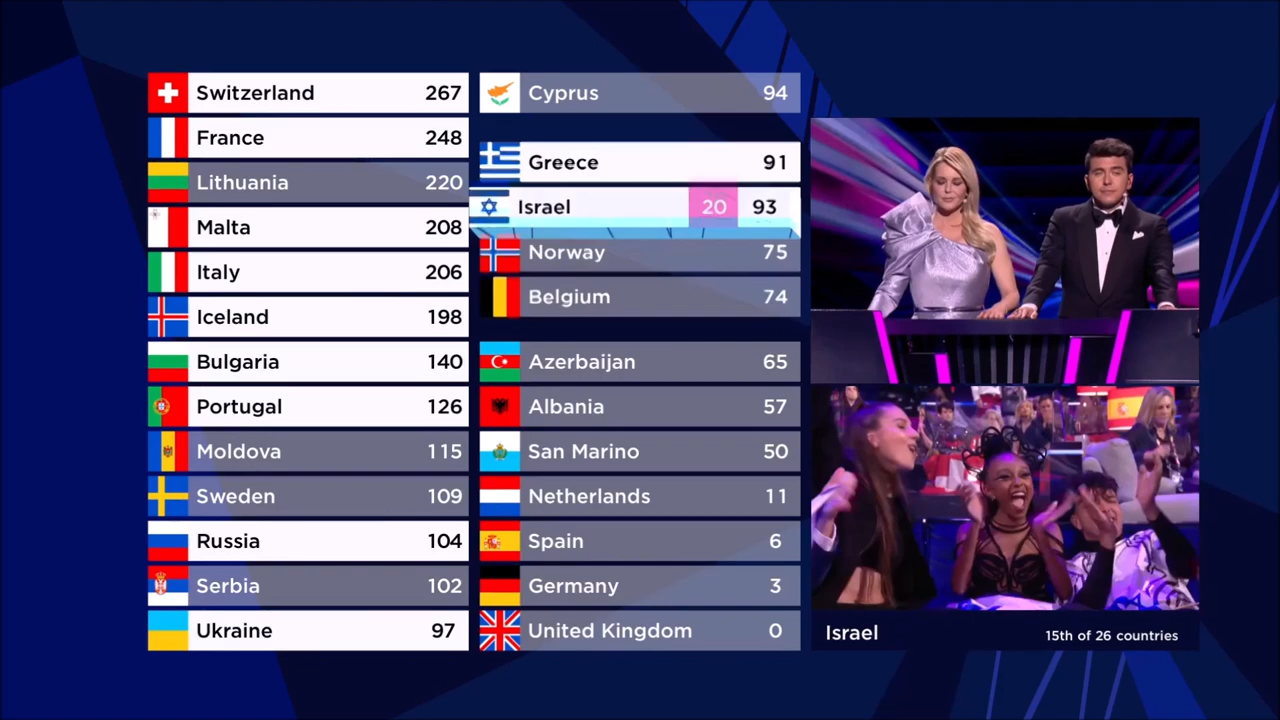 Switzerland 267
France 248
Lithuania 220
Malta 208
Italy 206
Iceland 198
Bulgaria 140
Portugal 126
Moldova 115
Sweden 109
Russia 104
Serbia 102
Ukraine 97
Cyprus 94
Greece 91
Israel 20 93
Norway 75
Belgium 74
Azerbaijan 65
Albania 57
San Marino 50
Netherlands 11
Spain 6
Germany 3
United Kingdom 0
Israel 15th of 26 countries